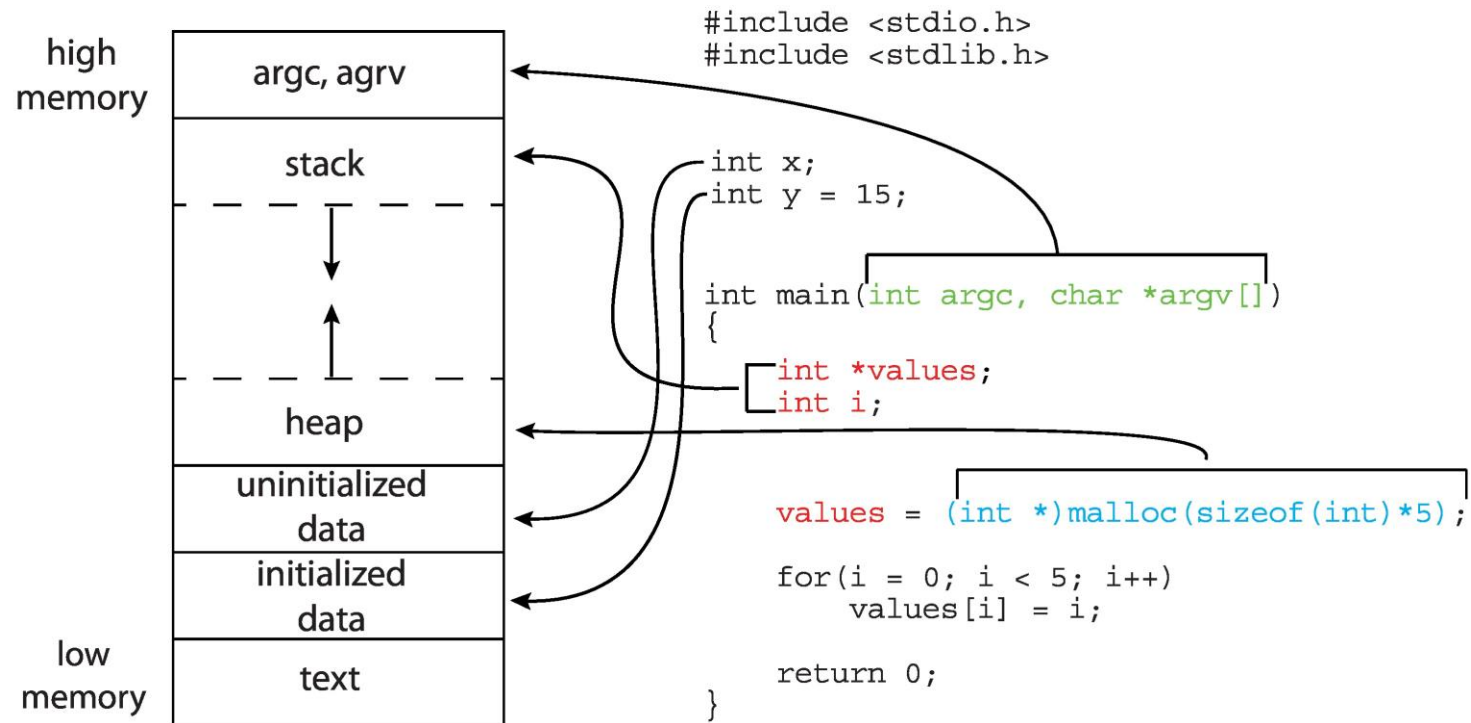 high
memory
argc, agrv
stack
heap
uninitialized
data
initialized
data
low
memory
text
#include <stdio.h>
#include <stdlib.h>
int x;
int y = 15;
int main(int argc, char *argv[])
{
int *values;
int i;
values = (int *)malloc(sizeof(int)*5);
for(i = 0; i < 5; i++)
values[i] = i;
return 0;
}